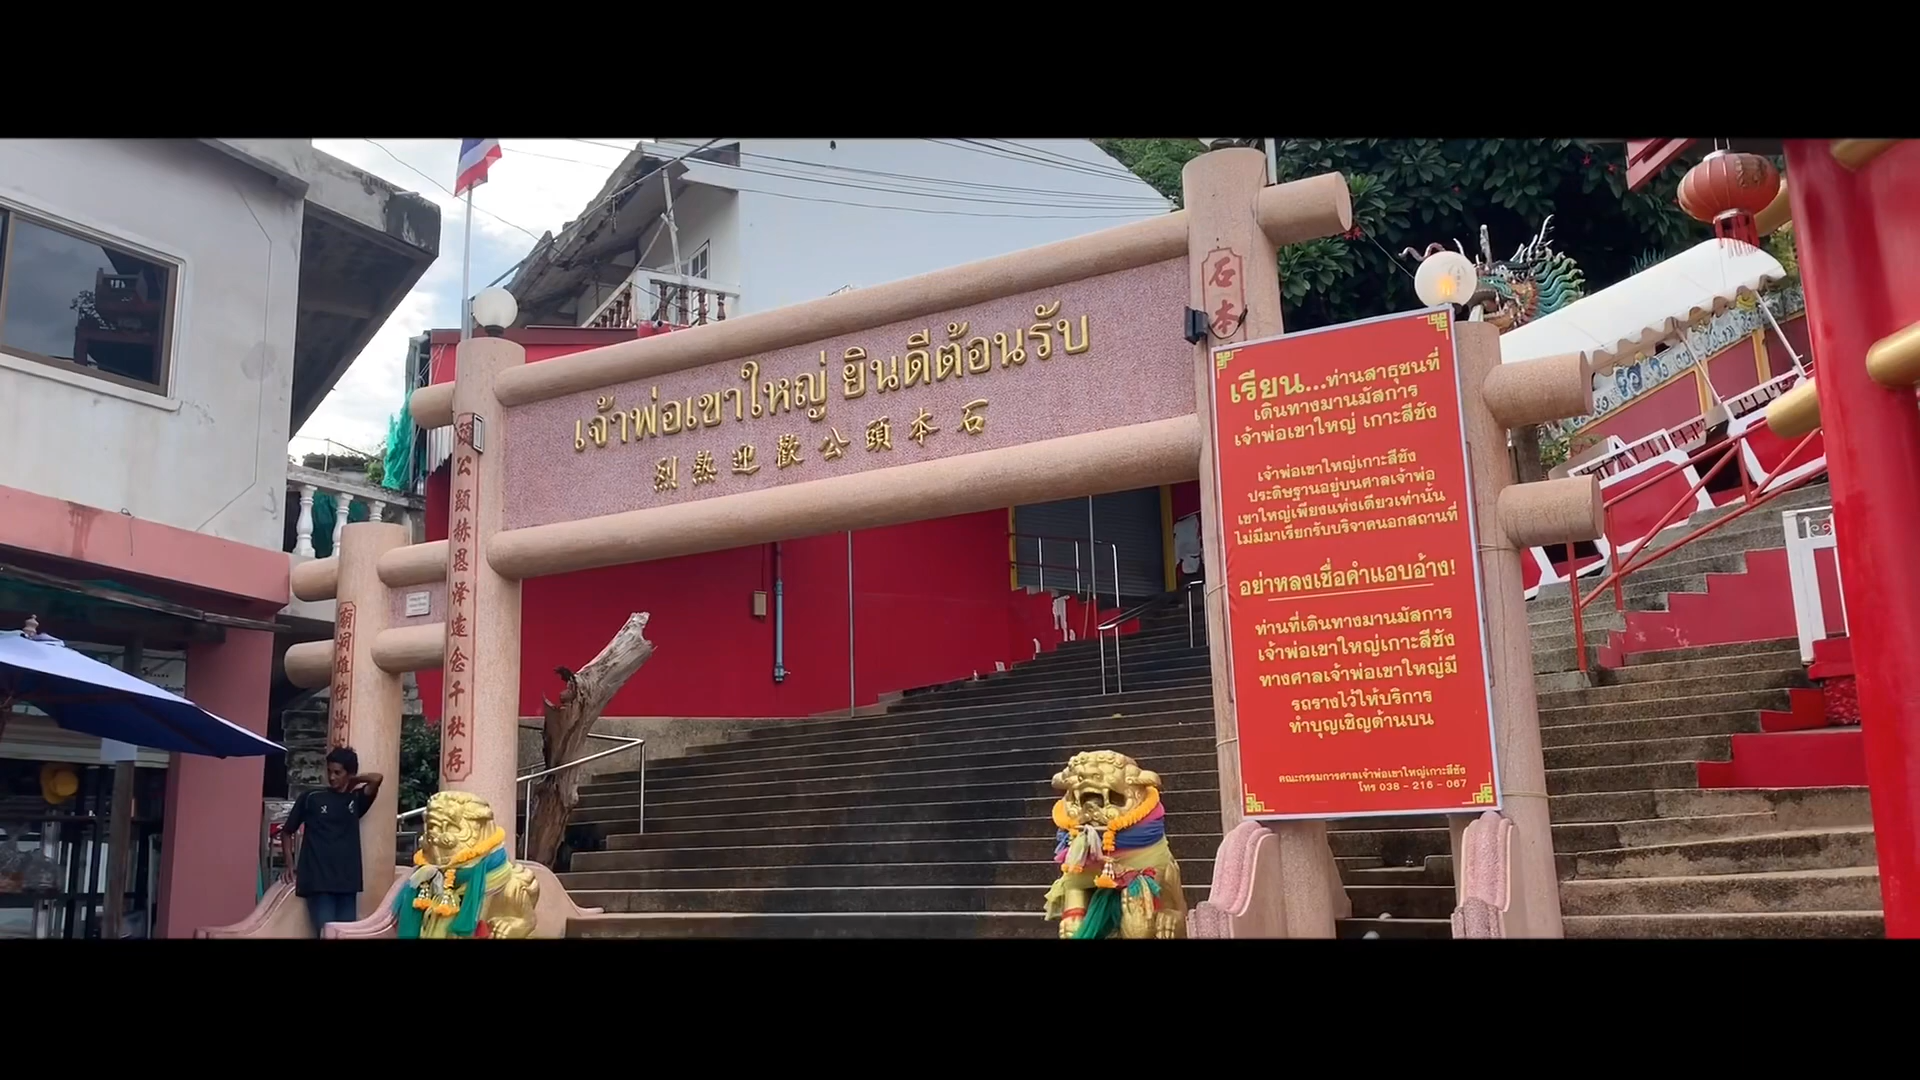 เจ้าพ่อเขาใหญ่ ยินดีต้อนรับ
烈熱迎歡公頭本石
石本
頭公顯赫恩澤遠念千秋存
เรียน...ท่านสาธุชนที่
เดินทางมานมัสการ
เจ้าพ่อเขาใหญ่ เกาะสีชัง
เจ้าพ่อเขาใหญ่เกาะสีชัง
ประดิษฐานอยู่บนศาลเจ้าพ่อ
เขาใหญ่เพียงแห่งเดียวเท่านั้น
ไม่มีมาเรียกรับบริจาคนอกสถานที่
อย่าหลงเชื่อคำแอบอ้าง!
ท่านที่เดินทางมานมัสการ
เจ้าพ่อเขาใหญ่เกาะสีชัง
ทางศาลเจ้าพ่อเขาใหญ่มี
รถรางไว้ให้บริการ
ทำบุญเชิญด้านบน
คณะกรรมการศาลเจ้าพ่อเขาใหญ่เกาะสีชัง
โทร 038 - 216 - 067